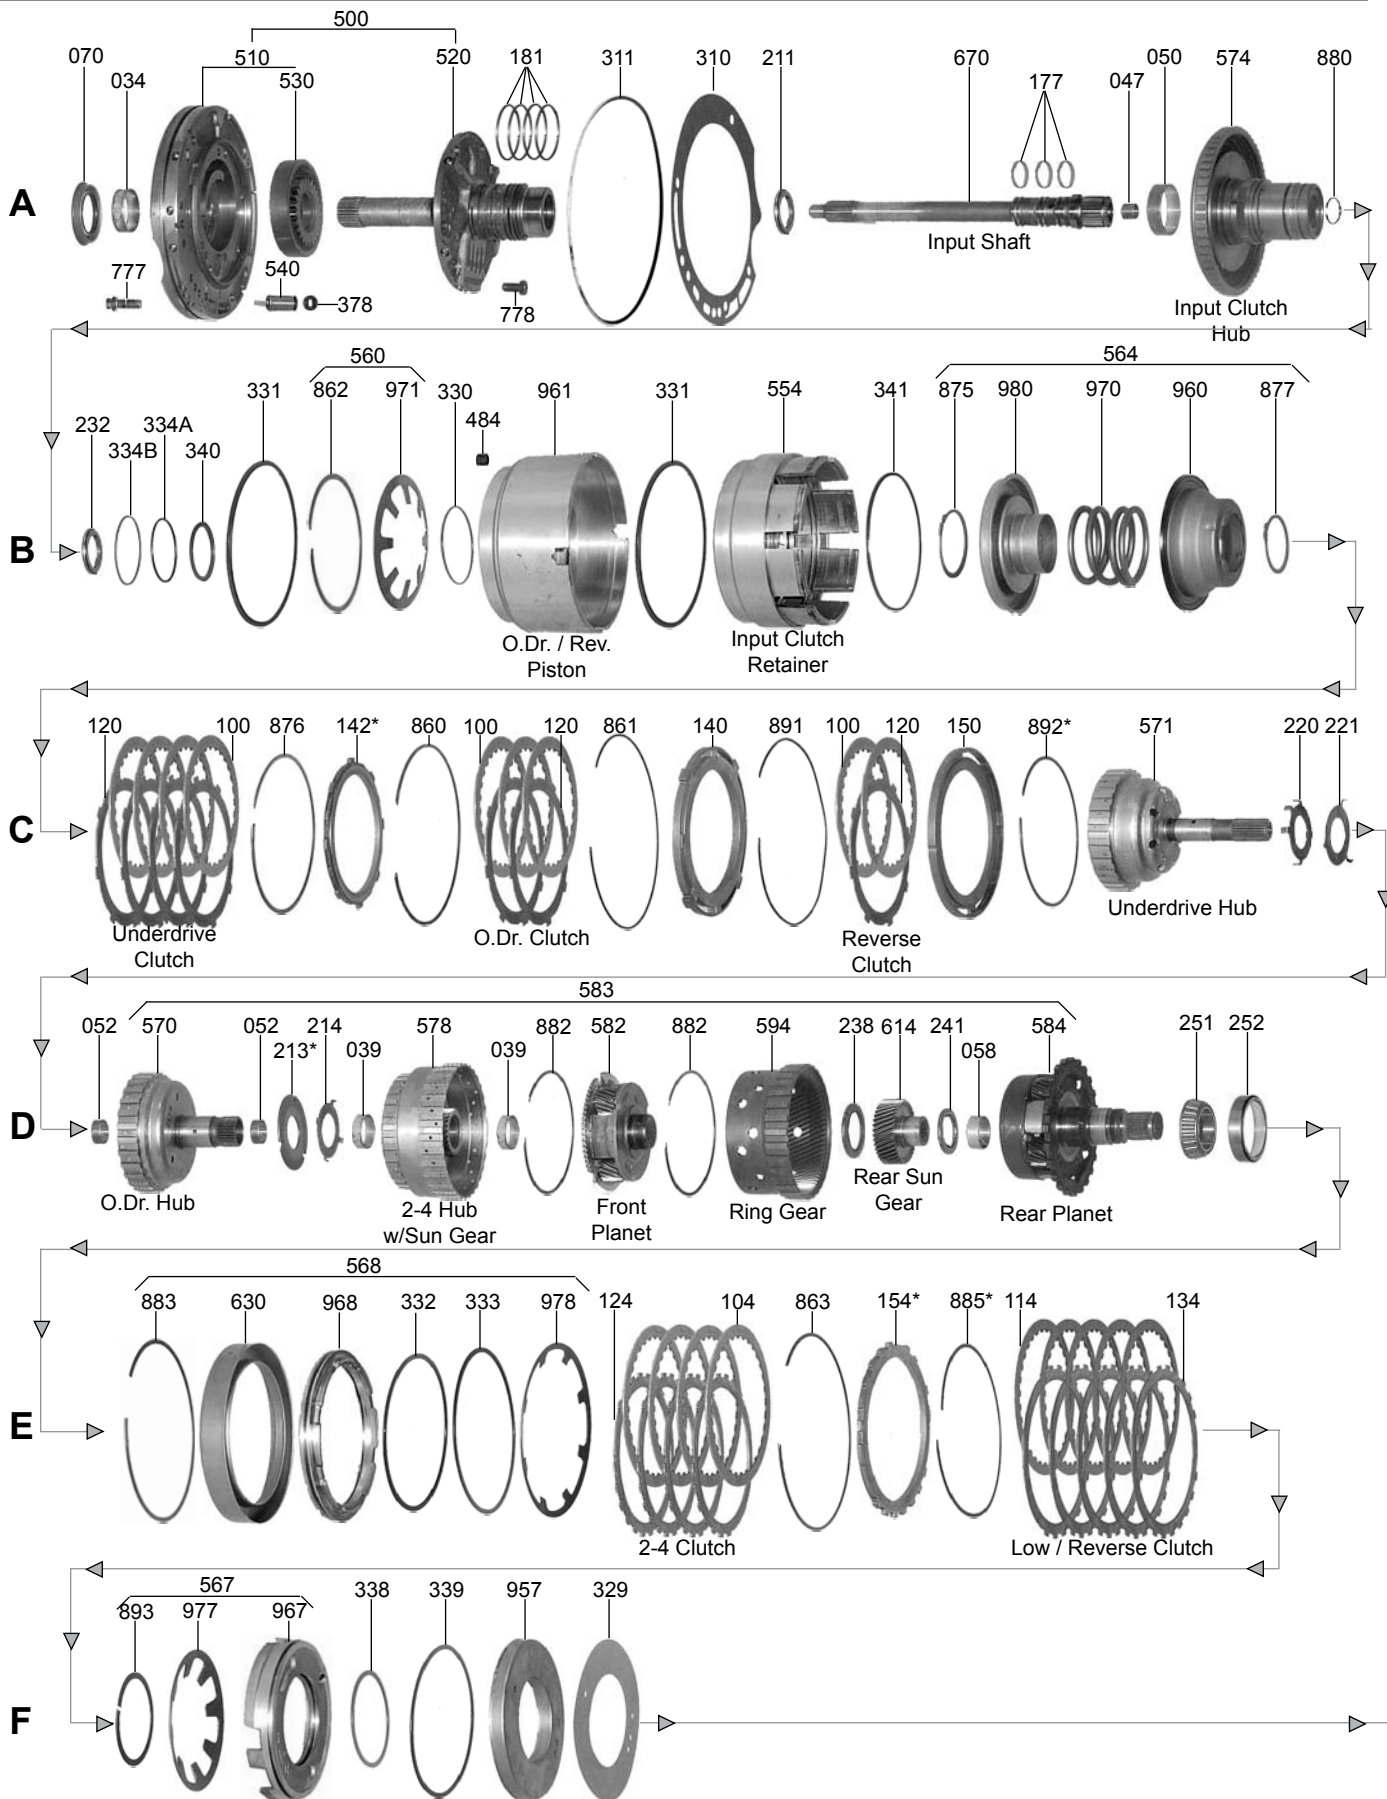 500
070 034 510 530 520 181 311 310 211 670 177 047 050 574 880
A
Input Shaft
777 540 378 778
Input Clutch
Hub
560 564
331 862 971 330 961 331 554 341 875 980 970 960 877
232 334B 334A 340 484
B
O.Dr. / Rev.
Piston
Input Clutch
Retainer
120 100 876 142* 860 100 120 861 140 891 100 120 150 892* 571 220 221
C
Underdrive
Clutch
O.Dr. Clutch
Reverse
Clutch
Underdrive Hub
583
052 570 052 213* 214 039 578 039 882 582 882 594 238 614 241 058 584 251 252
D
O.Dr. Hub
2-4 Hub
w/Sun Gear
Front
Planet
Ring Gear
Rear Sun
Gear
Rear Planet
568
883 630 968 332 333 978 124 104 863 154* 885* 114 134
E
2-4 Clutch
Low / Reverse Clutch
567
893 977 967 338 339 957 329
F